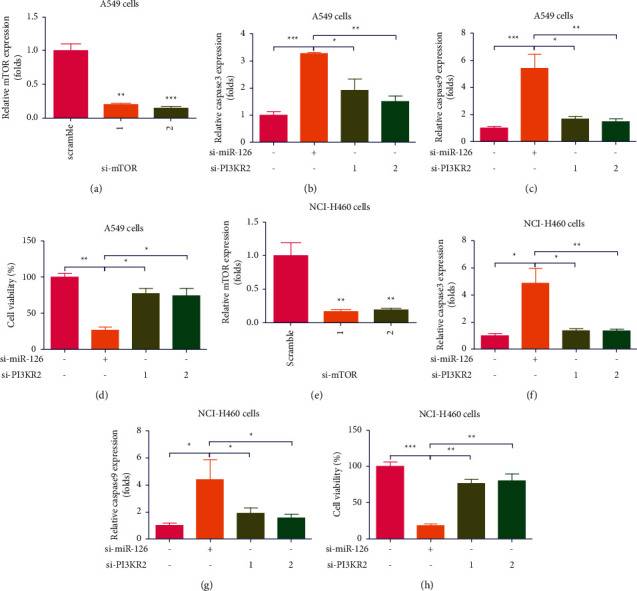 A549 cells
Relative mTOR expression
(folds)
1.5
1.0
0.5
0.0
**
***
scramble
1
2
si-mTOR
(a)
A549 cells
Relative caspase3 expression
(folds)
4
3
2
1
0
***
*
**
si-miR-126 - + - -
si-PI3KR2 - - 1 2
(b)
A549 cells
Relative caspase9 expression
(folds)
8
6
4
2
0
***
*
**
si-miR-126 - + - -
si-PI3KR2 - - 1 2
(c)
A549 cells
Cell viability (%)
150
100
50
0
**
*
*
si-miR-126 - + - -
si-PI3KR2 - - 1 2
(d)
NCI-H460 cells
Relative mTOR expression
(folds)
1.5
1.0
0.5
0.0
**
**
Scramble
1
2
si-mTOR
(e)
NCI-H460 cells
Relative caspase3 expression
(folds)
8
6
4
2
0
*
*
**
si-miR-126 - + - -
si-PI3KR2 - - 1 2
(f)
NCI-H460 cells
Relative caspase9 expression
(folds)
8
6
4
2
0
*
*
*
si-miR-126 - + - -
si-PI3KR2 - - 1 2
(g)
NCI-H460 cells
Cell viability (%)
150
100
50
0
***
**
**
si-miR-126 - + - -
si-PI3KR2 - - 1 2
(h)